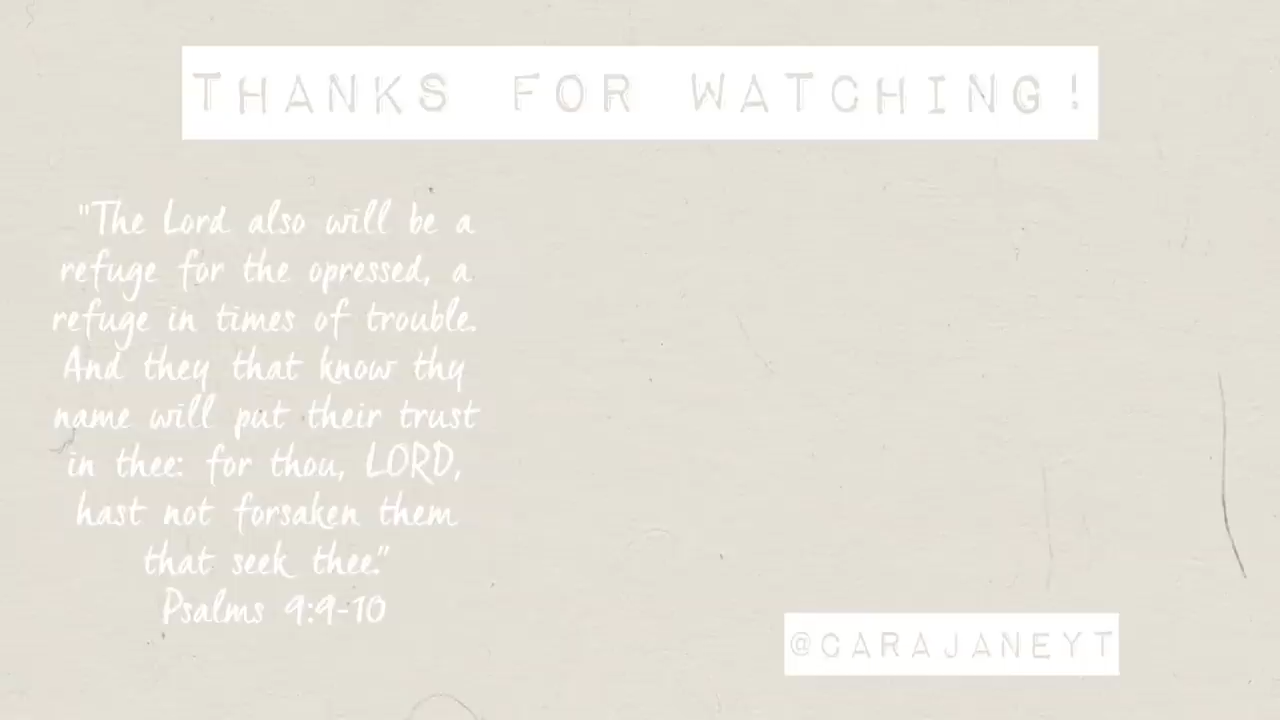 THANKS FOR WATCHING!
"The Lord also will be a
refuge for the opressed, a
refuge in times of trouble.
And they that know thy
name will put their trust
in thee: for thou, LORD,
hast not forsaken them
that seek thee."
Psalms 9:9-10
@CARAJANEYT